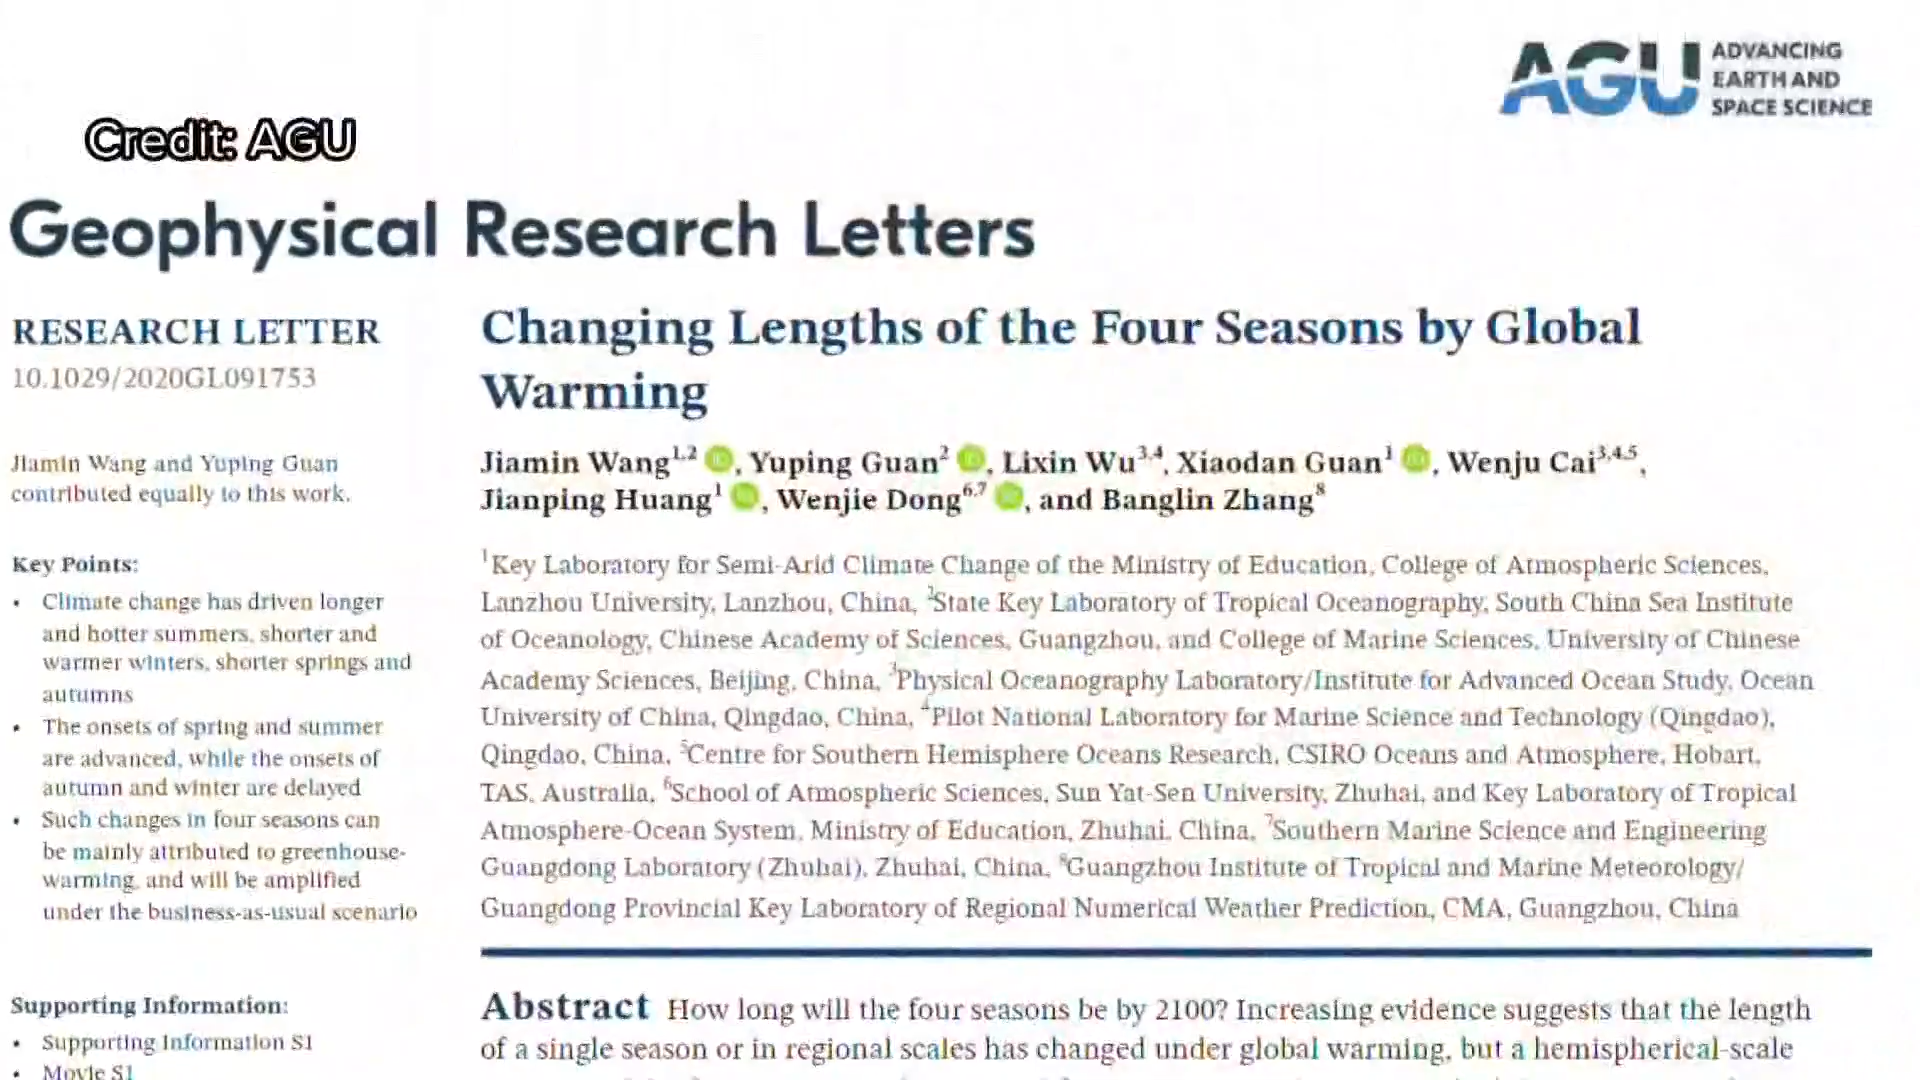 AGU ADVANCING
EARTH AND
SPACE SCIENCE
Credit: AGU
Geophysical Research Letters
RESEARCH LETTER
10.1029/2020GL091753
Jiamin Wang and Yuping Guan
contributed equally to this work.
Key Points:
• Climate change has driven longer
and hotter summers, shorter and
warmer winters, shorter springs and
autumns
• The onsets of spring and summer
are advanced, while the onsets of
autumn and winter are delayed
• Such changes in four seasons can
be mainly attributed to greenhouse-
warming, and will be amplified
under the business-as-usual scenario
Supporting Information:
• Supporting Information S1
• Movie S1
Changing Lengths of the Four Seasons by Global
Warming
Jiamin Wang1,2 iD, Yuping Guan2 iD, Lixin Wu3,4, Xiaodan Guan1 iD, Wenju Cai3,4,5,
Jianping Huang1 iD, Wenjie Dong6,7 iD, and Banglin Zhang8
1Key Laboratory for Semi-Arid Climate Change of the Ministry of Education, College of Atmospheric Sciences,
Lanzhou University, Lanzhou, China, 2State Key Laboratory of Tropical Oceanography, South China Sea Institute
of Oceanology, Chinese Academy of Sciences, Guangzhou, and College of Marine Sciences, University of Chinese
Academy Sciences, Beijing, China, 3Physical Oceanography Laboratory/Institute for Advanced Ocean Study, Ocean
University of China, Qingdao, China, 4Pilot National Laboratory for Marine Science and Technology (Qingdao),
Qingdao, China, 5Centre for Southern Hemisphere Oceans Research, CSIRO Oceans and Atmosphere, Hobart,
TAS, Australia, 6School of Atmospheric Sciences, Sun Yat-Sen University, Zhuhai, and Key Laboratory of Tropical
Atmosphere-Ocean System, Ministry of Education, Zhuhai, China, 7Southern Marine Science and Engineering
Guangdong Laboratory (Zhuhai), Zhuhai, China, 8Guangzhou Institute of Tropical and Marine Meteorology/
Guangdong Provincial Key Laboratory of Regional Numerical Weather Prediction, CMA, Guangzhou, China
Abstract How long will the four seasons be by 2100? Increasing evidence suggests that the length
of a single season or in regional scales has changed under global warming, but a hemispherical-scale